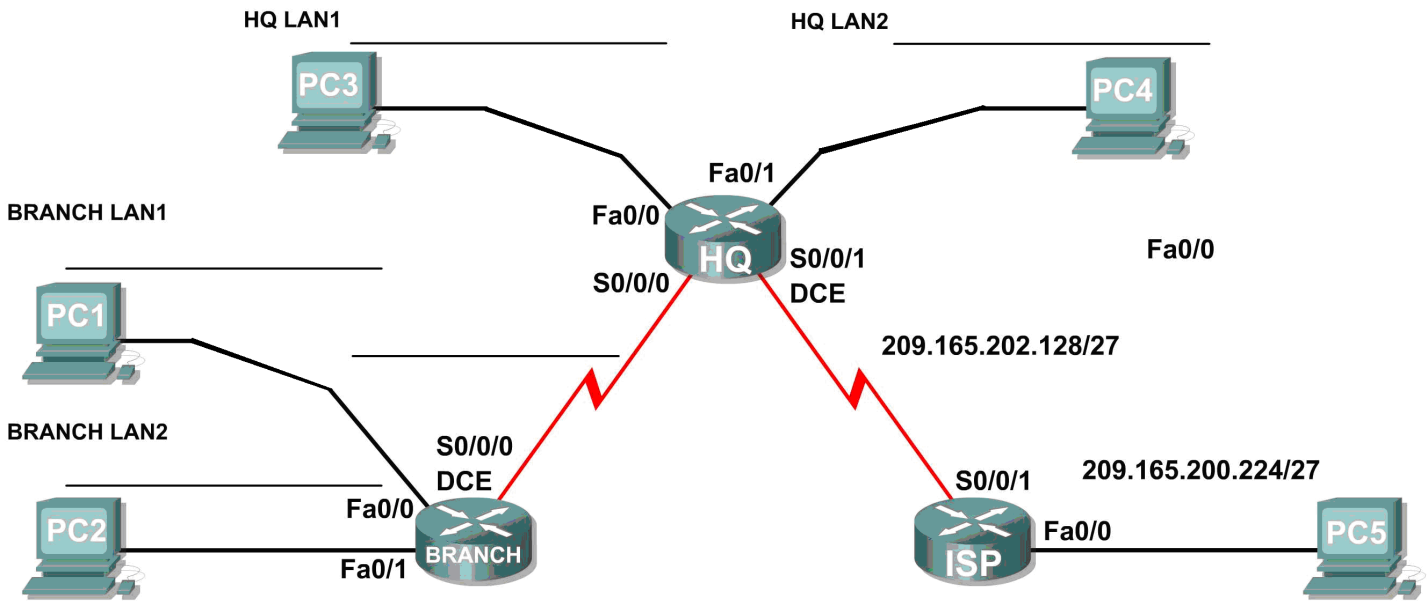 HQ LAN1
HQ LAN2
PC3
PC4
Fa0/1
Fa0/0
BRANCH LAN1
HQ
S0/0/1
DCE
Fa0/0
S0/0/0
PC1
209.165.202.128/27
BRANCH LAN2
S0/0/0
DCE
209.165.200.224/27
S0/0/1
Fa0/0
PC2
BRANCH
Fa0/1
ISP
Fa0/0
PC5